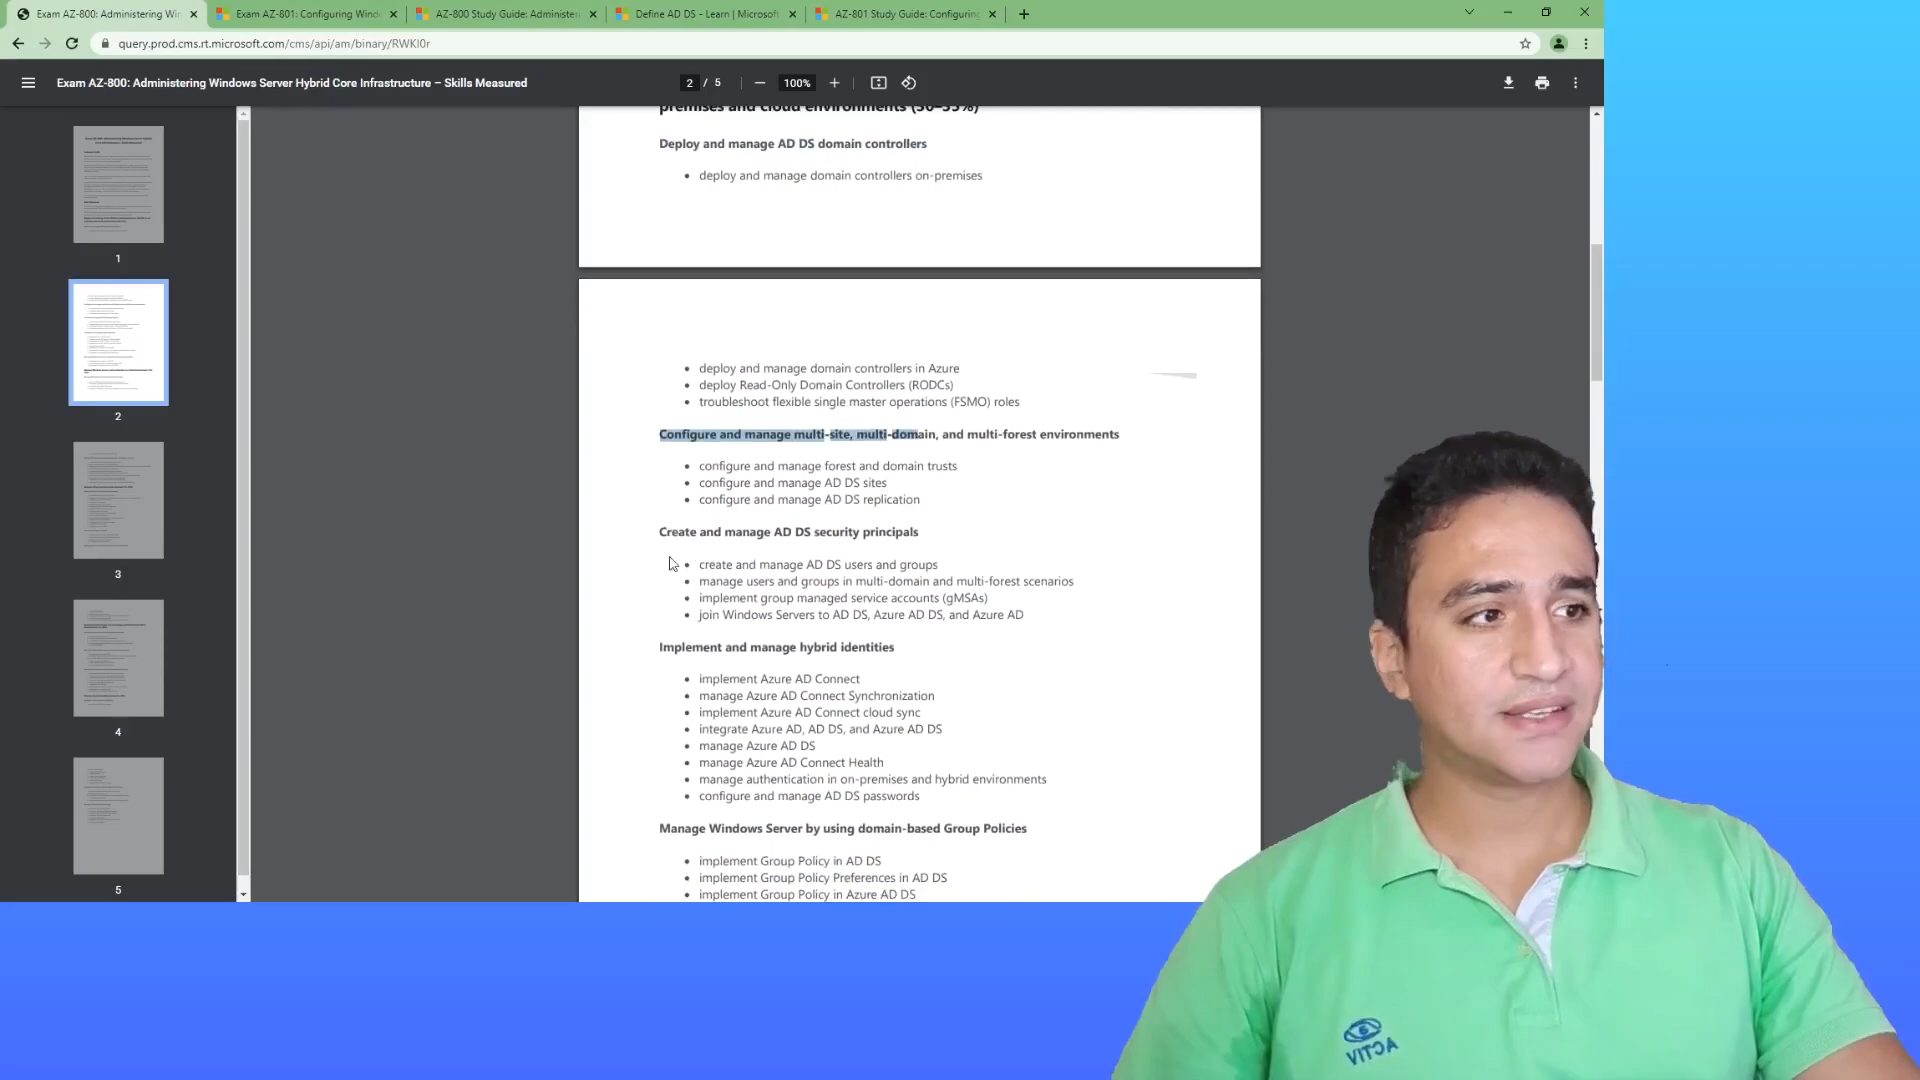 Exam AZ-800: Administering Win
Exam AZ-801: Configuring Wind
AZ-800 Study Guide: Administeri
Define AD DS - Learn | Microsoft
AZ-801 Study Guide: Configuring
query.prod.cms.rt.microsoft.com/cms/api/am/binary/RWKI0r
Exam AZ-800: Administering Windows Server Hybrid Core Infrastructure – Skills Measured
2 / 5
100%
premises and cloud environments (30–35%)
Deploy and manage AD DS domain controllers
• deploy and manage domain controllers on-premises
• deploy and manage domain controllers in Azure
• deploy Read-Only Domain Controllers (RODCs)
• troubleshoot flexible single master operations (FSMO) roles
Configure and manage multi-site, multi-domain, and multi-forest environments
• configure and manage forest and domain trusts
• configure and manage AD DS sites
• configure and manage AD DS replication
Create and manage AD DS security principals
• create and manage AD DS users and groups
• manage users and groups in multi-domain and multi-forest scenarios
• implement group managed service accounts (gMSAs)
• join Windows Servers to AD DS, Azure AD DS, and Azure AD
Implement and manage hybrid identities
• implement Azure AD Connect
• manage Azure AD Connect Synchronization
• implement Azure AD Connect cloud sync
• integrate Azure AD, AD DS, and Azure AD DS
• manage Azure AD DS
• manage Azure AD Connect Health
• manage authentication in on-premises and hybrid environments
• configure and manage AD DS passwords
Manage Windows Server by using domain-based Group Policies
• implement Group Policy in AD DS
• implement Group Policy Preferences in AD DS
• implement Group Policy in Azure AD DS
1
2
3
4
5
ACTIV